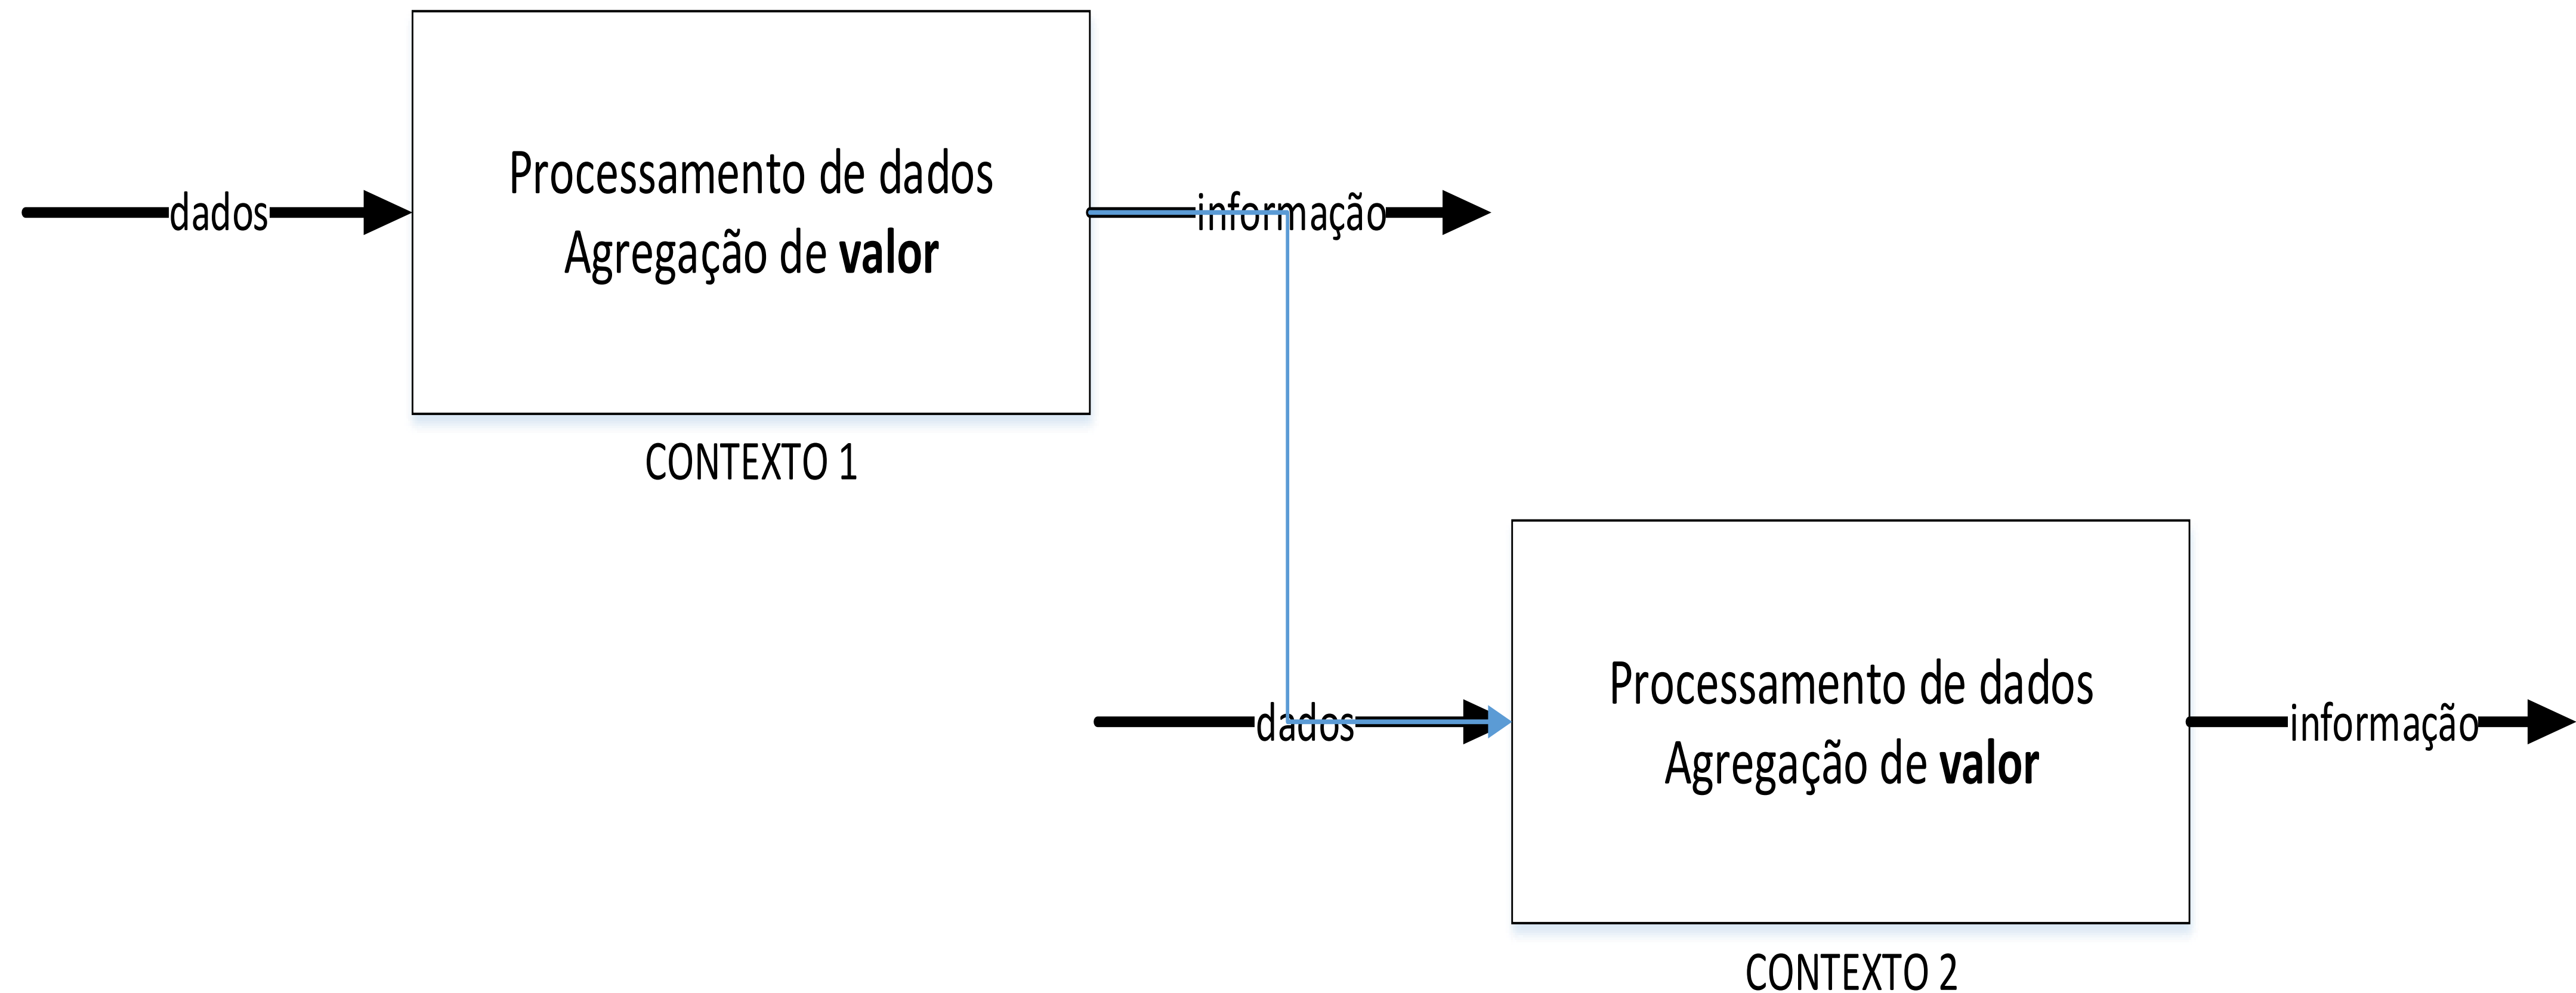 dados
Processamento de dados
Agregação de valor
informação
CONTEXTO 1
dados
Processamento de dados
Agregação de valor
informação
CONTEXTO 2